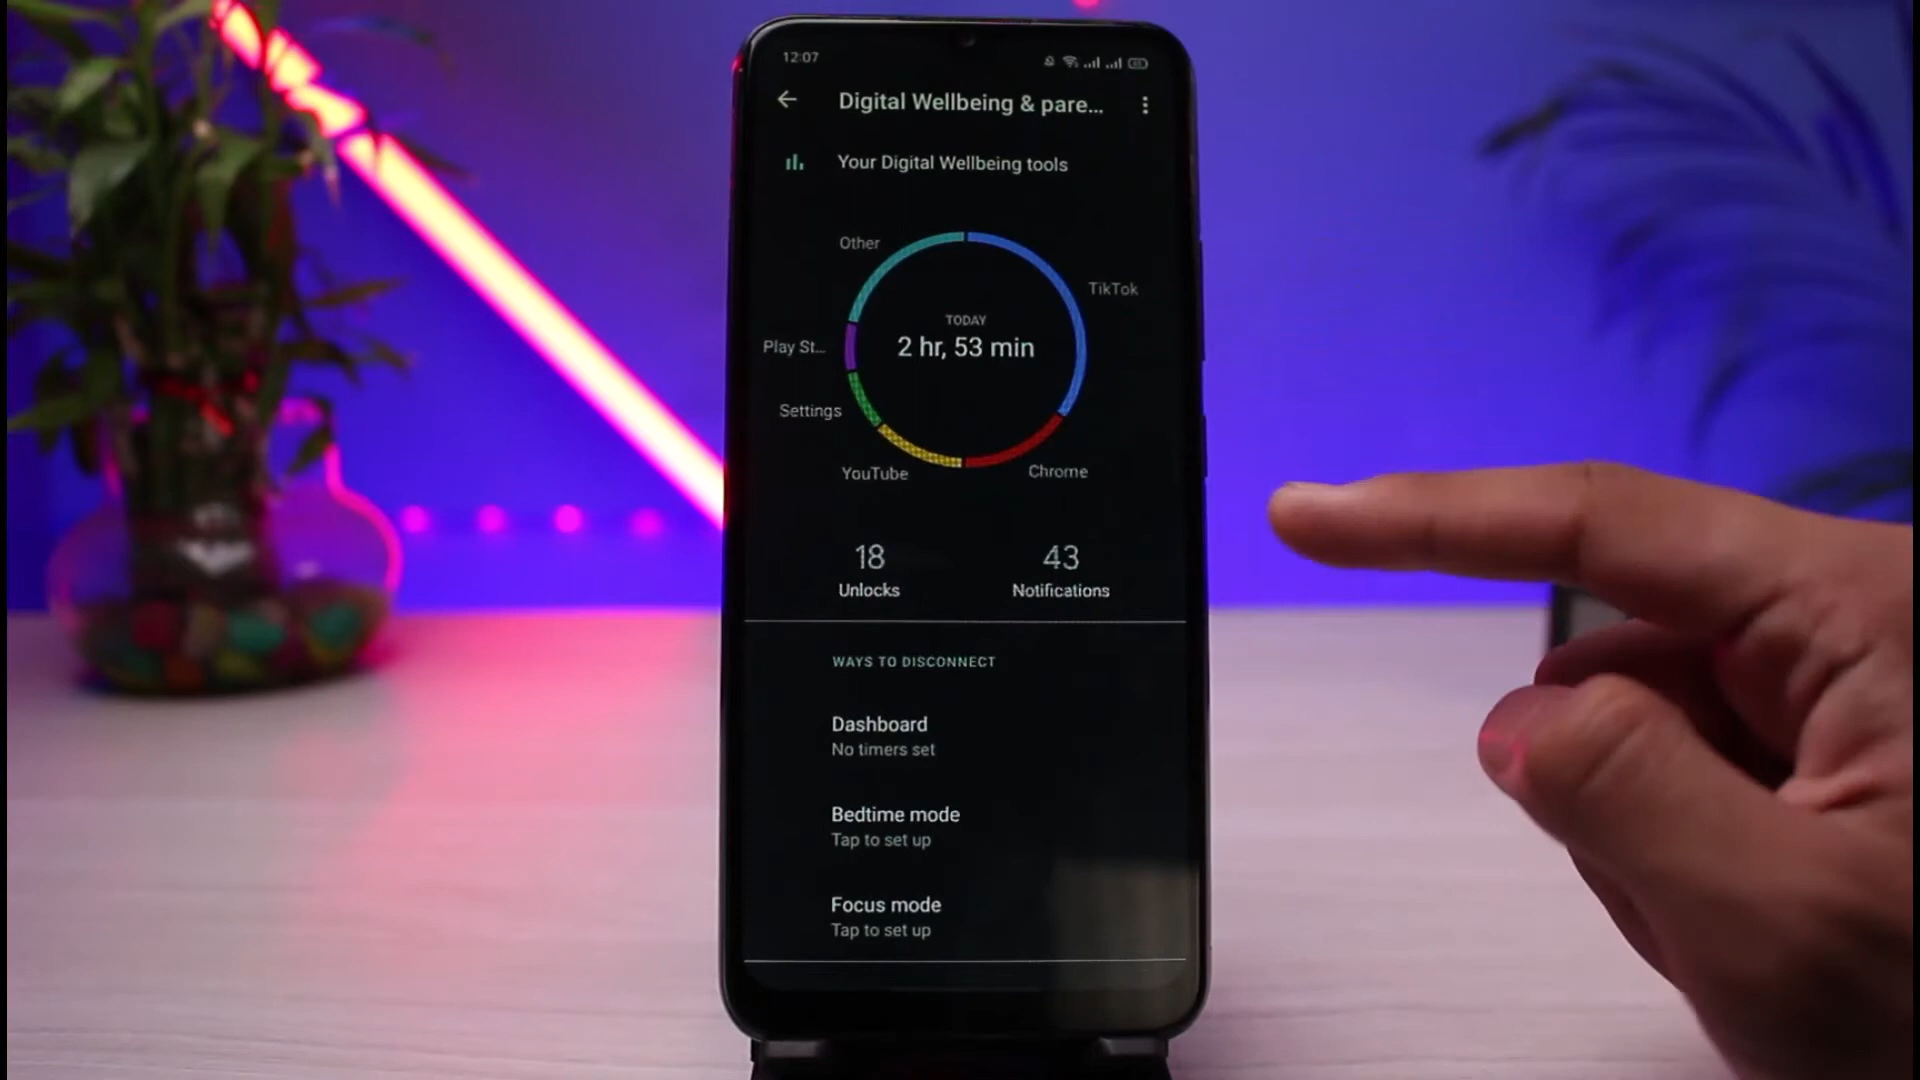 12:07
Digital Wellbeing & pare...
Your Digital Wellbeing tools
Other
TikTok
TODAY
2 hr, 53 min
Play St...
Settings
YouTube
Chrome
18
Unlocks
43
Notifications
WAYS TO DISCONNECT
Dashboard
No timers set
Bedtime mode
Tap to set up
Focus mode
Tap to set up